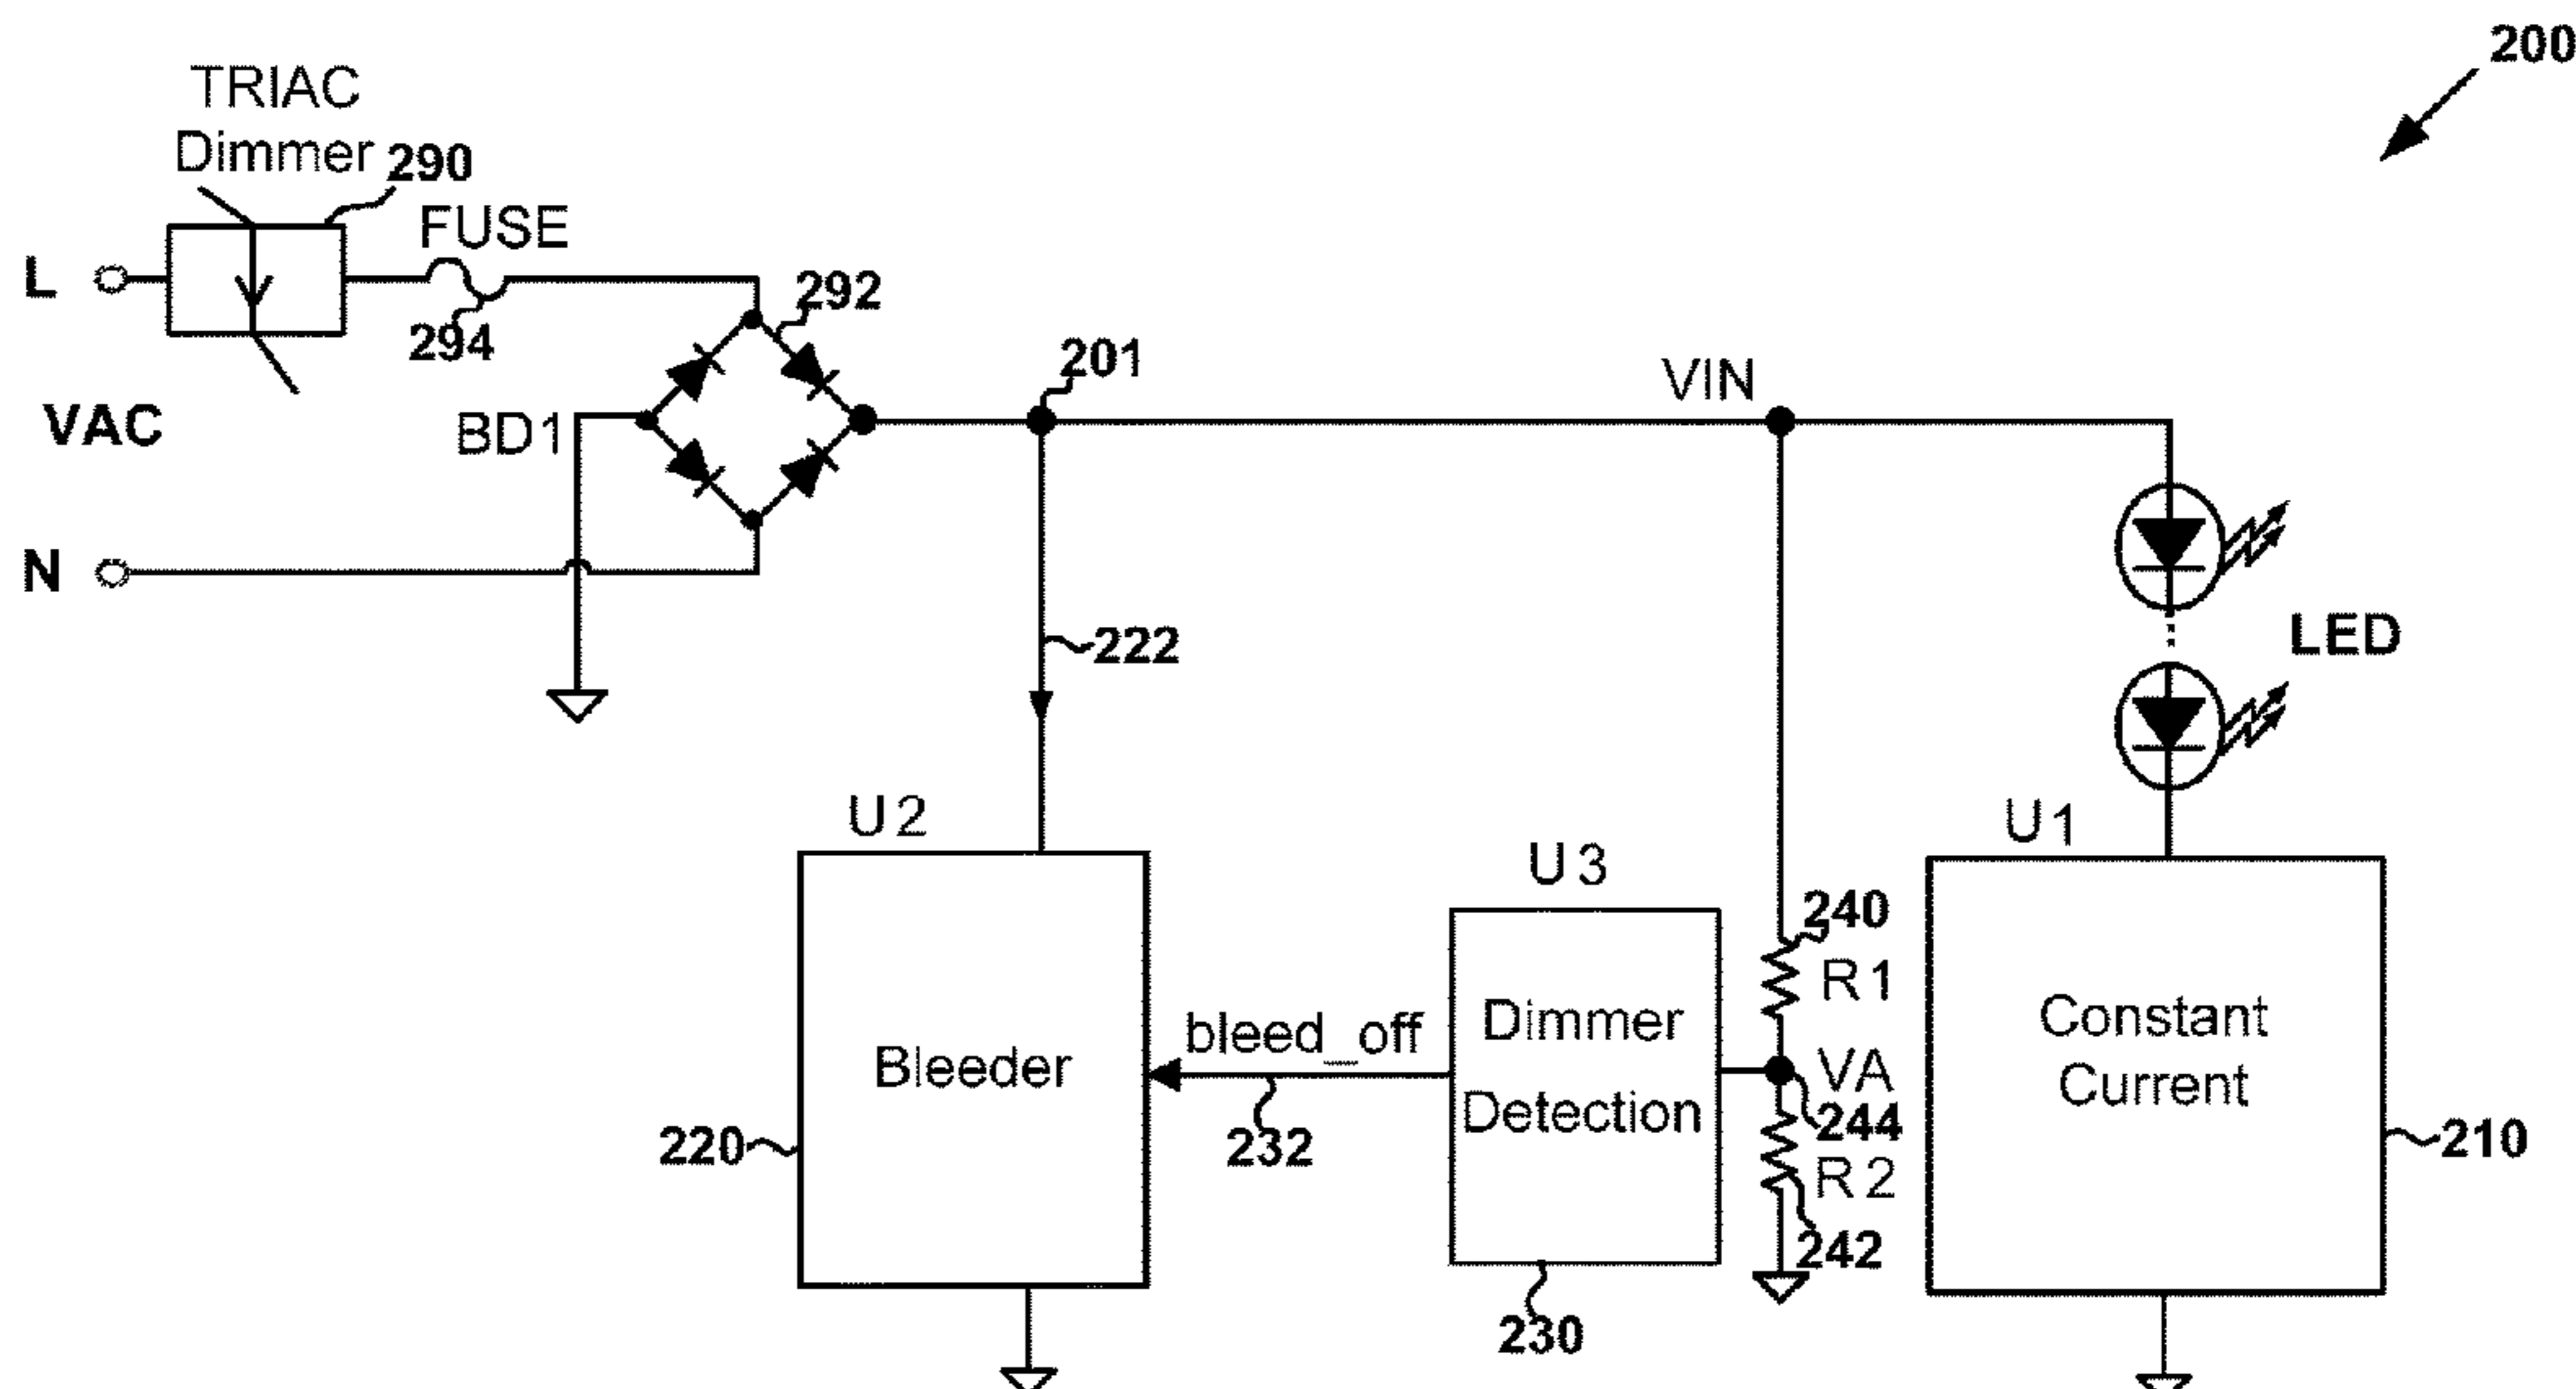 200
TRIAC
Dimmer
290
FUSE
L
294
292
201
VIN
VAC
BD1
N
222
LED
U2
U3
U1
240
R1
bleed_off
Dimmer
Detection
Constant
Current
Bleeder
VA
244
220
232
R2
210
242
230